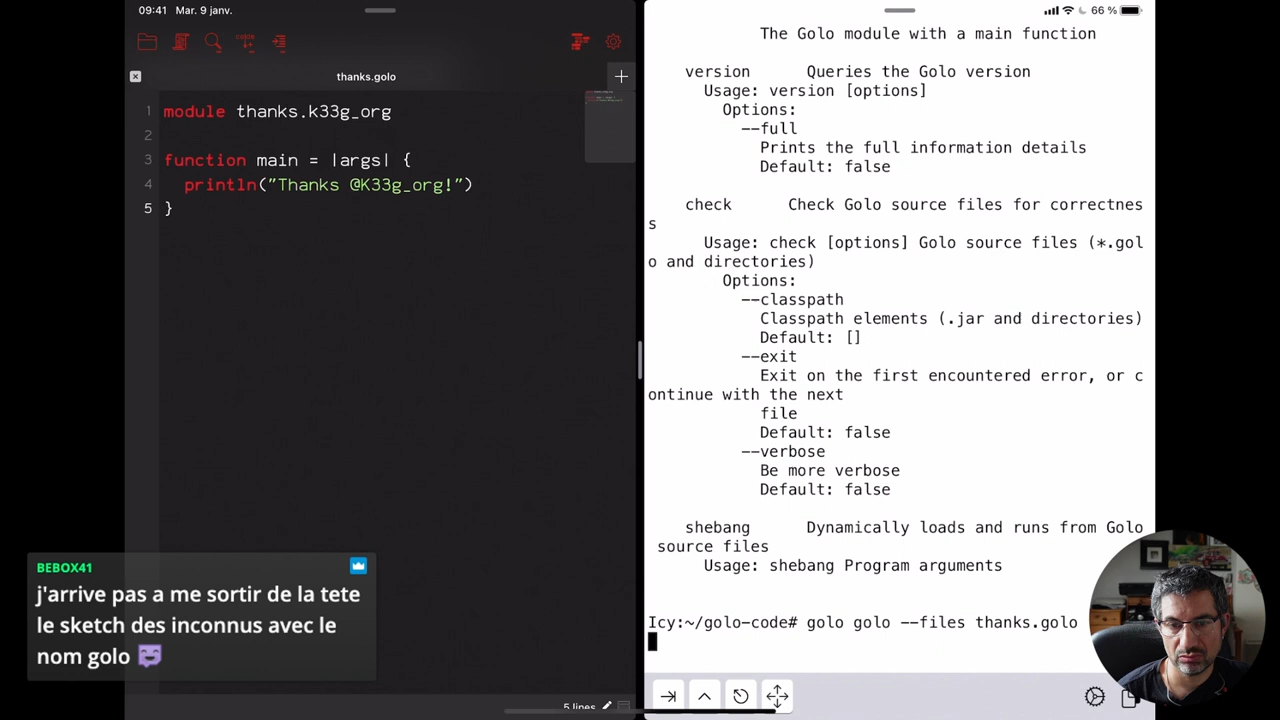 09:41 Mar. 9 janv.
thanks.golo
1 module thanks.k33g_org
2
3 function main = |args| {
4 println("Thanks @K33g_org!")
5 }
5 lines
BEBOX41
j'arrive pas a me sortir de la tete
le sketch des inconnus avec le
nom golo
66 %
The Golo module with a main function
version Queries the Golo version
Usage: version [options]
Options:
--full
Prints the full information details
Default: false
check Check Golo source files for correctnes
s
Usage: check [options] Golo source files (*.gol
o and directories)
Options:
--classpath
Classpath elements (.jar and directories)
Default: []
--exit
Exit on the first encountered error, or c
ontinue with the next
file
Default: false
--verbose
Be more verbose
Default: false
shebang Dynamically loads and runs from Golo
source files
Usage: shebang Program arguments
Icy:~/golo-code# golo golo --files thanks.golo